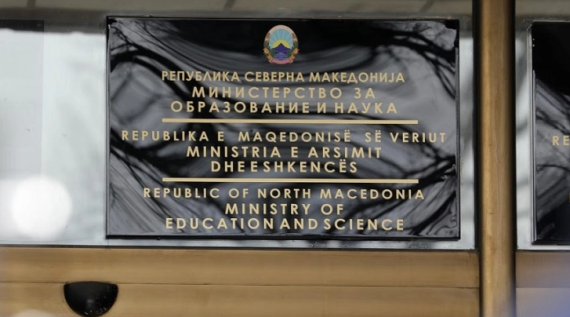 РЕПУБЛИКА СЕВЕРНА МАКЕДОНИЈА
МИНИСТЕРСТВО ЗА
ОБРАЗОВАНИЕ И НАУКА
REPUBLIKA E MAQEDONISË SË VERIUT
MINISTRIA E ARSIMIT
DHE ESHKENCËS
REPUBLIC OF NORTH MACEDONIA
MINISTRY OF
EDUCATION AND SCIENCE